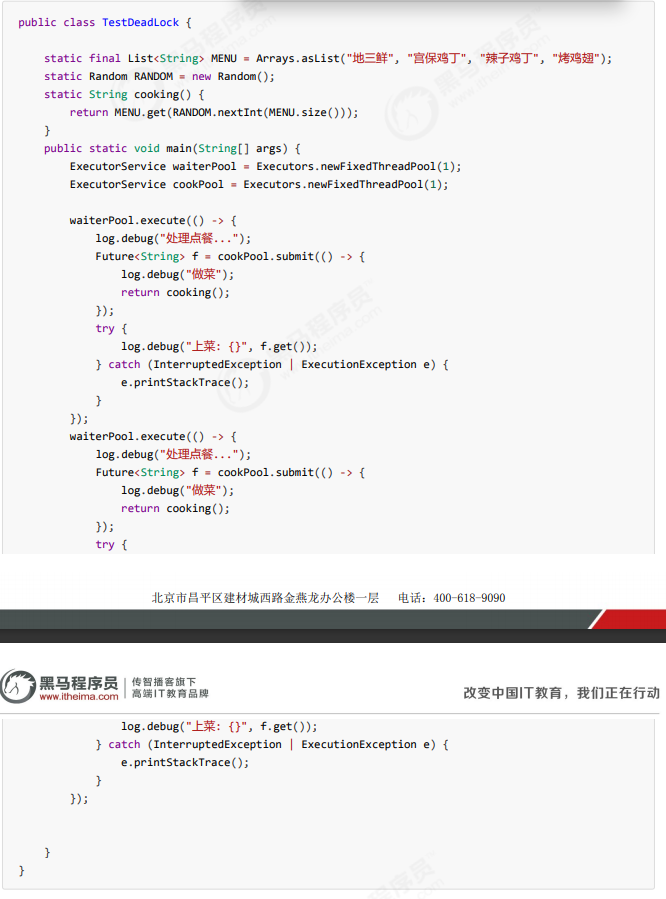 public class TestDeadLock {
    static final List<String> MENU = Arrays.asList("地三鲜", "宫保鸡丁", "辣子鸡丁", "烤鸡翅");
    static Random RANDOM = new Random();
    static String cooking() {
        return MENU.get(RANDOM.nextInt(MENU.size()));
    }
    public static void main(String[] args) {
        ExecutorService waiterPool = Executors.newFixedThreadPool(1);
        ExecutorService cookPool = Executors.newFixedThreadPool(1);
        waiterPool.execute(() -> {
            log.debug("处理点餐...");
            Future<String> f = cookPool.submit(() -> {
                log.debug("做菜");
                return cooking();
            });
            try {
                log.debug("上菜: {}", f.get());
            } catch (InterruptedException | ExecutionException e) {
                e.printStackTrace();
            }
        });
        waiterPool.execute(() -> {
            log.debug("处理点餐...");
            Future<String> f = cookPool.submit(() -> {
                log.debug("做菜");
                return cooking();
            });
            try {
北京市昌平区建材城西路金燕龙办公楼一层 电话：400-618-9090
黑马程序员
www.itheima.com
传智播客旗下
高端IT教育品牌
改变中国IT教育，我们正在行动
                log.debug("上菜: {}", f.get());
            } catch (InterruptedException | ExecutionException e) {
                e.printStackTrace();
            }
        });
    }
}